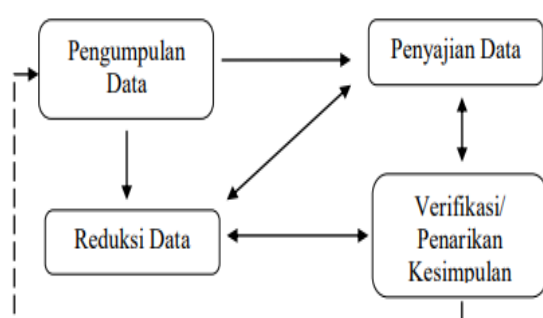 Pengumpulan
Data
Penyajian Data
Reduksi Data
Verifikasi/
Penarikan
Kesimpulan